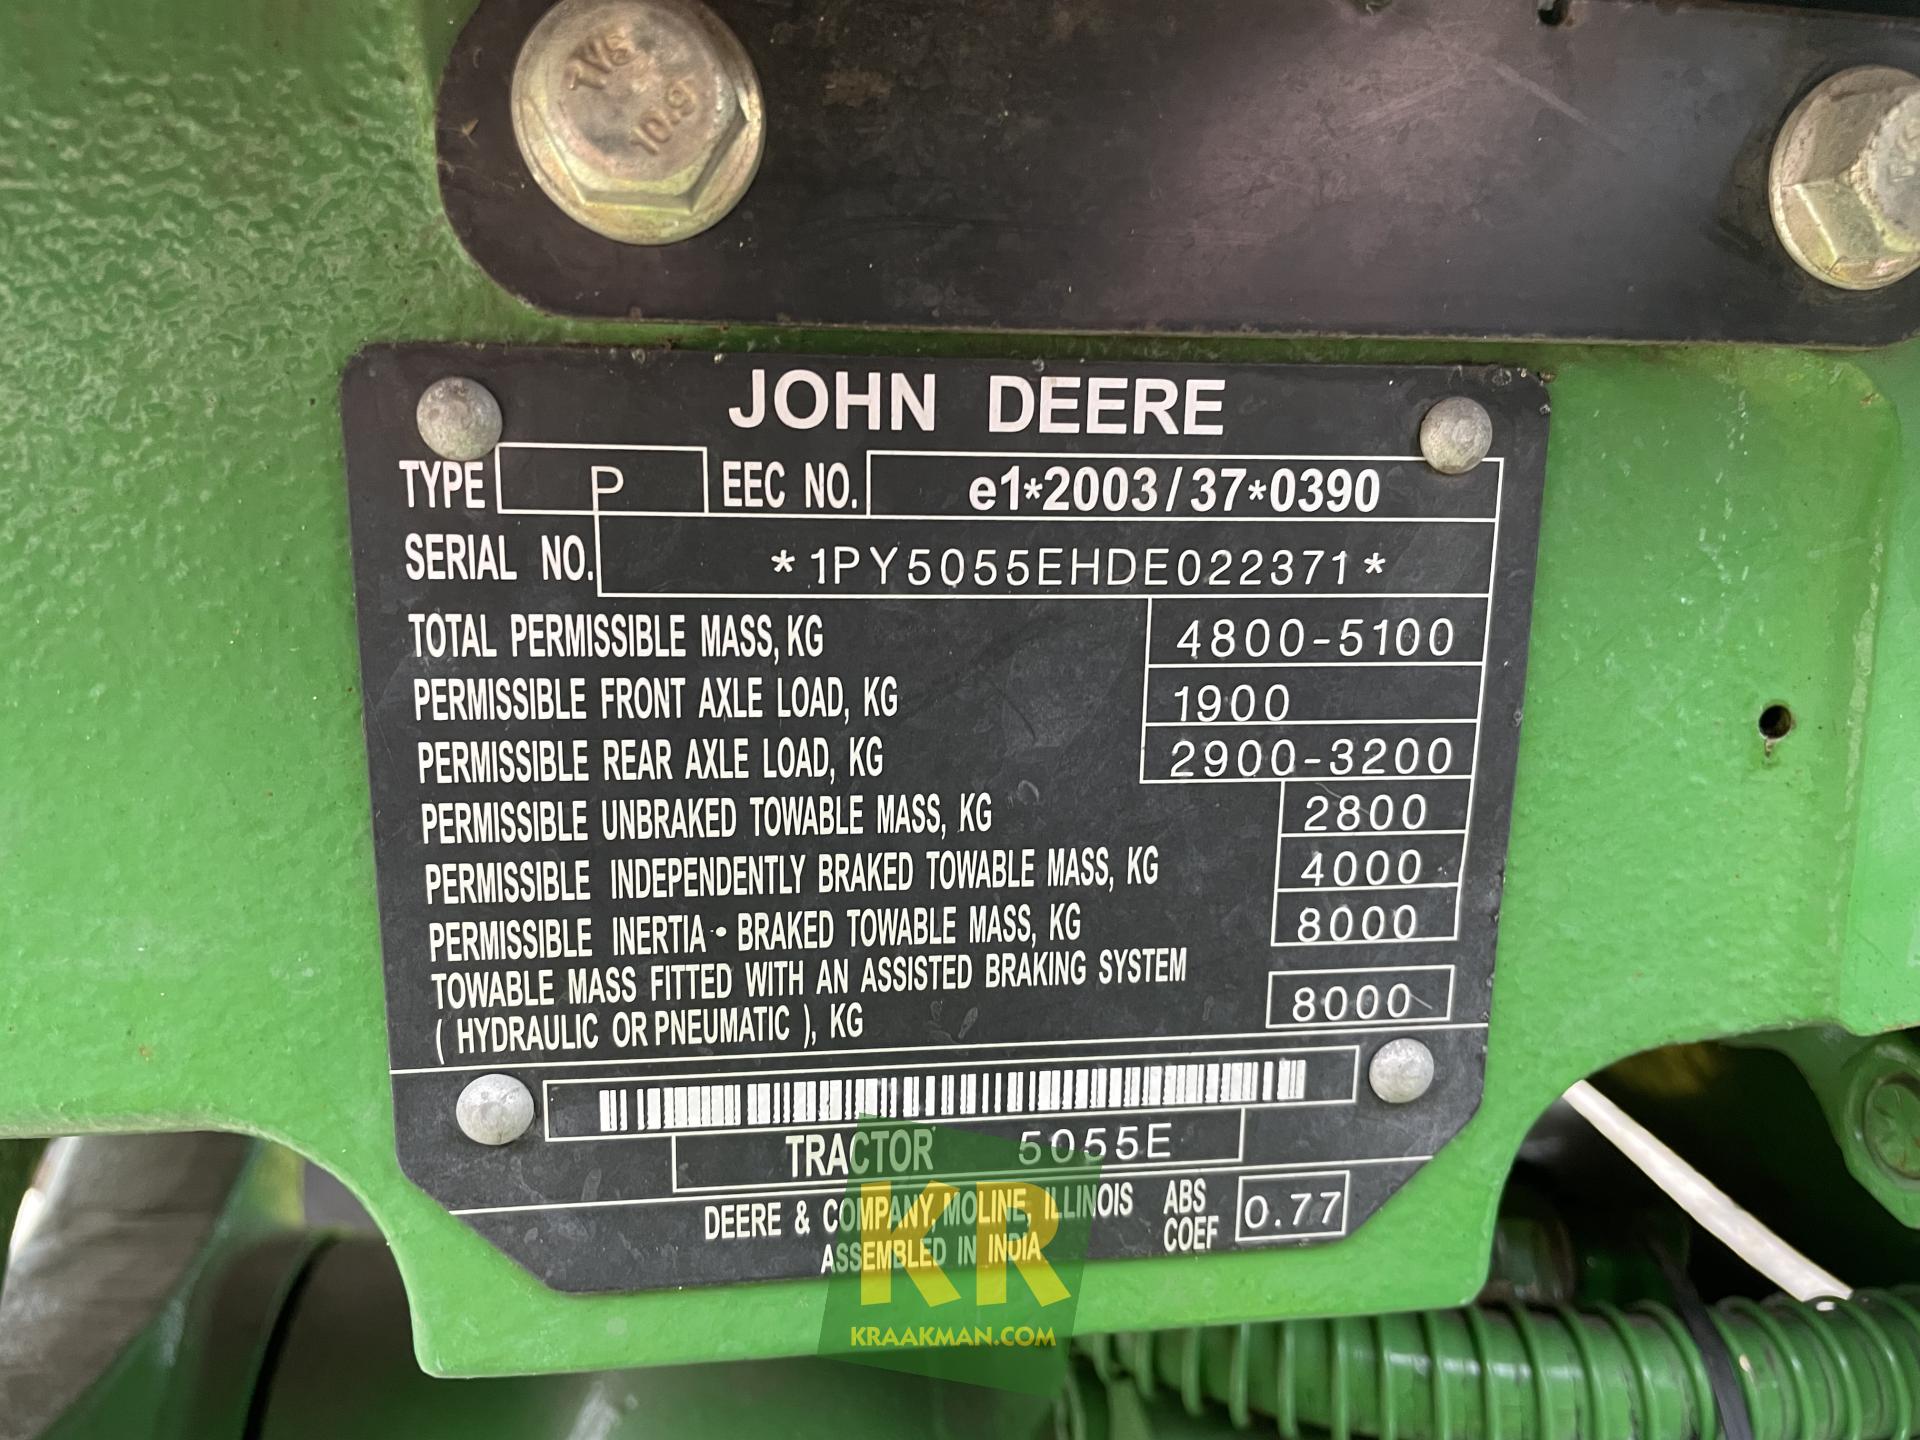 TVS
10.9
JOHN DEERE
TYPE P EEC NO. e1*2003/37*0390
SERIAL NO. *1PY5055EHDE022371*
TOTAL PERMISSIBLE MASS, KG 4800-5100
PERMISSIBLE FRONT AXLE LOAD, KG 1900
PERMISSIBLE REAR AXLE LOAD, KG 2900-3200
PERMISSIBLE UNBRAKED TOWABLE MASS, KG 2800
PERMISSIBLE INDEPENDENTLY BRAKED TOWABLE MASS, KG 4000
PERMISSIBLE INERTIA • BRAKED TOWABLE MASS, KG 8000
TOWABLE MASS FITTED WITH AN ASSISTED BRAKING SYSTEM
( HYDRAULIC OR PNEUMATIC ), KG 8000
TRACTOR 5055E
DEERE & COMPANY MOLINE, ILLINOIS ABS COEF 0.77
ASSEMBLED IN INDIA
KR
KRAAKMAN.COM